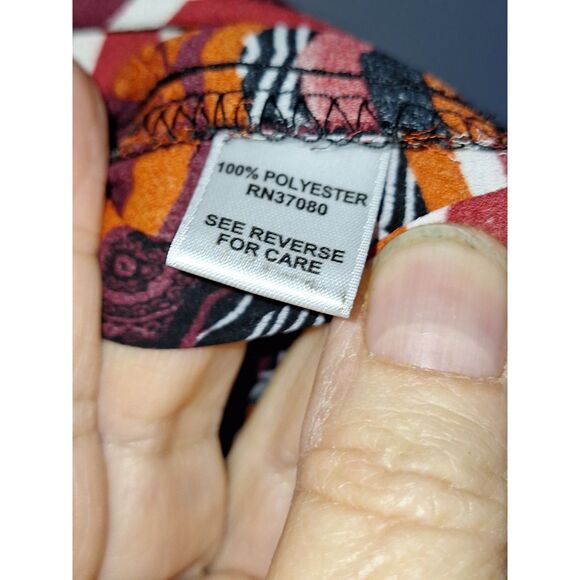 100% POLYESTER
RN37080
SEE REVERSE
FOR CARE